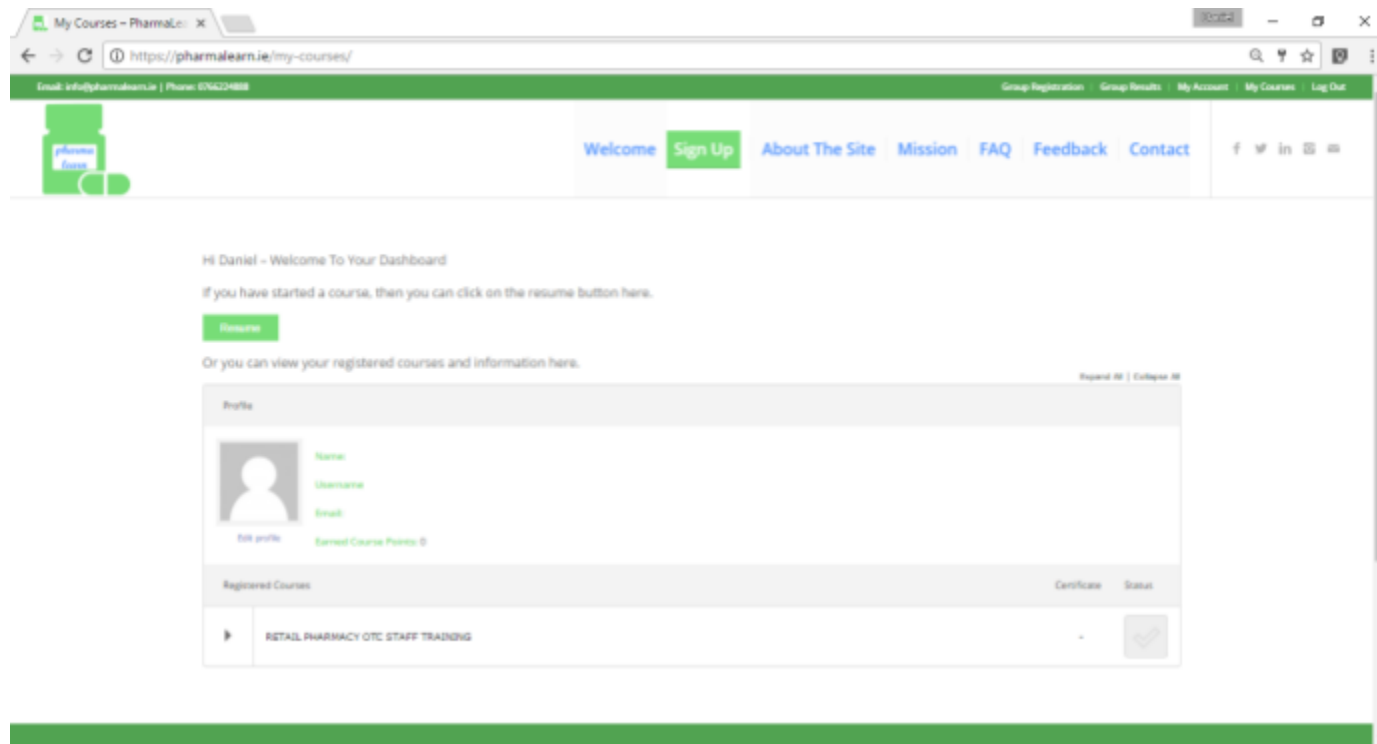 My Courses – PharmaLea
Daniel
https://pharmalearn.ie/my-courses/
Email: info@pharmalearn.ie | Phone: 0766224888
Group Registration | Group Results | My Account | My Courses | Log Out
pharma
learn
Welcome Sign Up About The Site Mission FAQ Feedback Contact
Hi Daniel – Welcome To Your Dashboard
If you have started a course, then you can click on the resume button here.
Resume
Or you can view your registered courses and information here.
Expand All | Collapse All
Profile
Name:
Username
Email:
Edit profile
Earned Course Points: 0
Registered Courses Certificate Status
RETAIL PHARMACY OTC STAFF TRAINING -